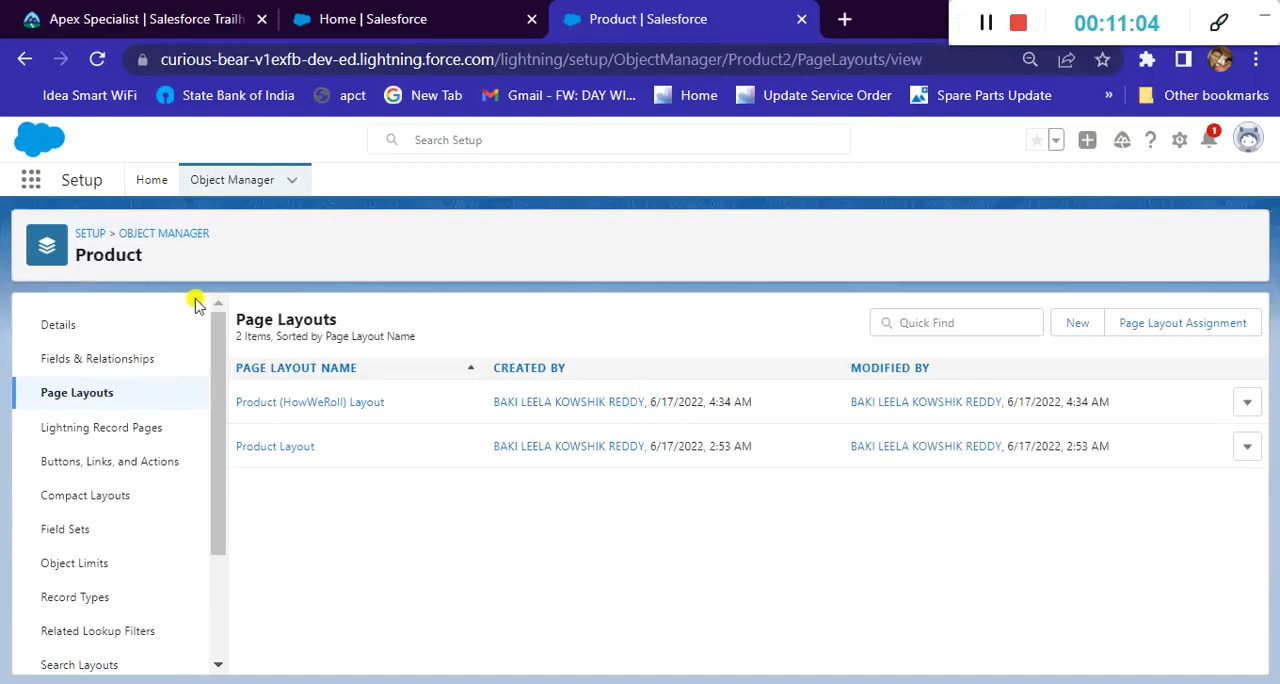 Apex Specialist | Salesforce Trailh
Home | Salesforce
Product | Salesforce
00:11:04
curious-bear-v1exfb-dev-ed.lightning.force.com/lightning/setup/ObjectManager/Product2/PageLayouts/view
Idea Smart WiFi
State Bank of India
apct
New Tab
Gmail - FW: DAY WI...
Home
Update Service Order
Spare Parts Update
»
Other bookmarks
Search Setup
1
Setup
Home
Object Manager
SETUP > OBJECT MANAGER
Product
Details
Fields & Relationships
Page Layouts
Lightning Record Pages
Buttons, Links, and Actions
Compact Layouts
Field Sets
Object Limits
Record Types
Related Lookup Filters
Search Layouts
Page Layouts
2 Items, Sorted by Page Layout Name
Quick Find
New
Page Layout Assignment
PAGE LAYOUT NAME CREATED BY MODIFIED BY
Product (HowWeRoll) Layout BAKI LEELA KOWSHIK REDDY, 6/17/2022, 4:34 AM BAKI LEELA KOWSHIK REDDY, 6/17/2022, 4:34 AM
Product Layout BAKI LEELA KOWSHIK REDDY, 6/17/2022, 2:53 AM BAKI LEELA KOWSHIK REDDY, 6/17/2022, 2:53 AM